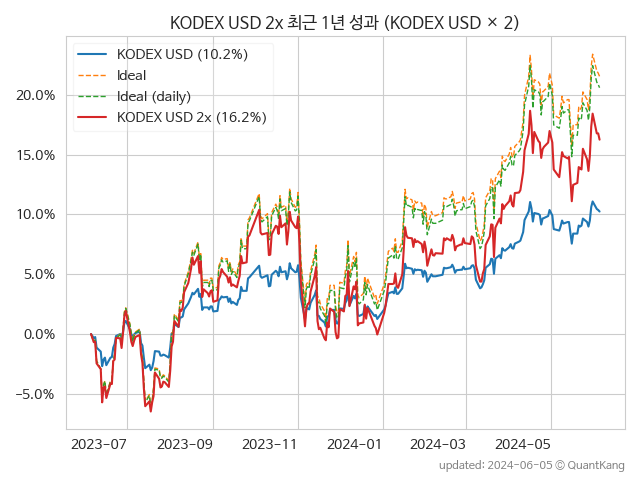 KODEX USD 2x 최근 1년 성과 (KODEX USD × 2)
KODEX USD (10.2%)
Ideal
Ideal (daily)
KODEX USD 2x (16.2%)
20.0%
15.0%
10.0%
5.0%
0.0%
−5.0%
2023−07 2023−09 2023−11 2024−01 2024−03 2024−05
updated: 2024-06-05 © QuantKang